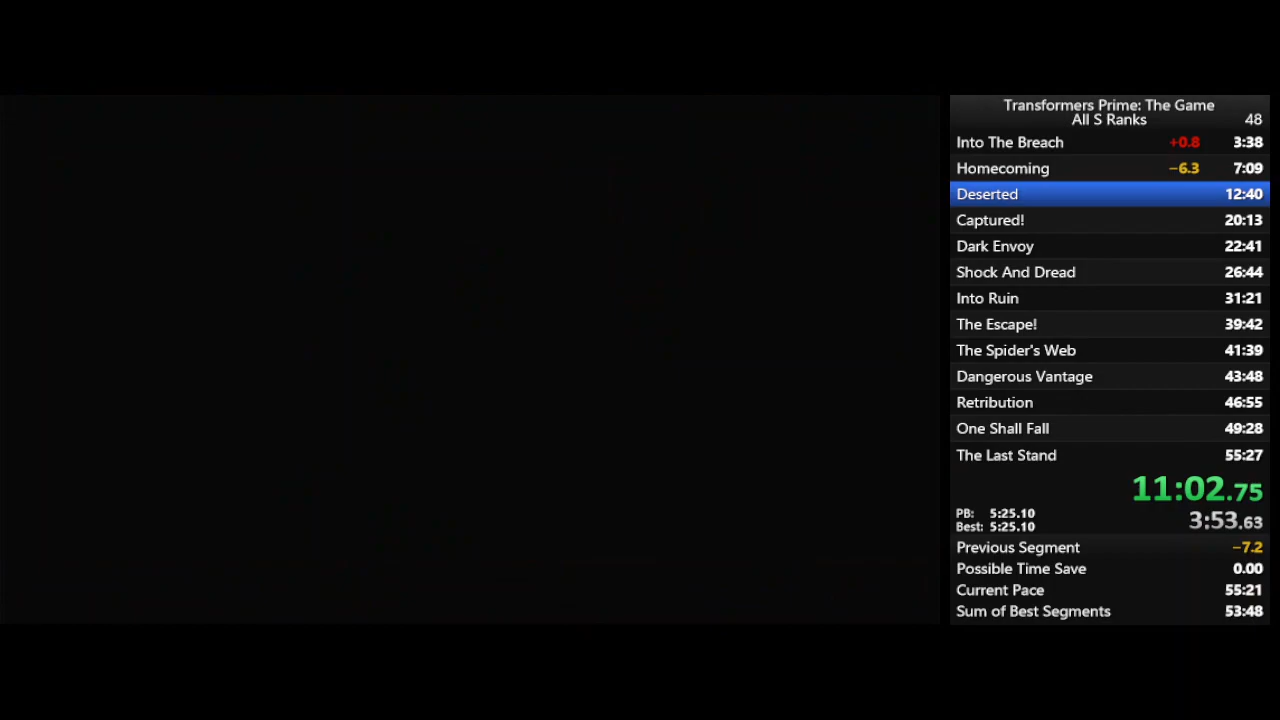 Transformers Prime: The Game
All S Ranks 48
Into The Breach +0.8 3:38
Homecoming −6.3 7:09
Deserted 12:40
Captured! 20:13
Dark Envoy 22:41
Shock And Dread 26:44
Into Ruin 31:21
The Escape! 39:42
The Spider's Web 41:39
Dangerous Vantage 43:48
Retribution 46:55
One Shall Fall 49:28
The Last Stand 55:27
11:02.75
PB: 5:25.10
Best: 5:25.10
3:53.63
Previous Segment −7.2
Possible Time Save 0.00
Current Pace 55:21
Sum of Best Segments 53:48